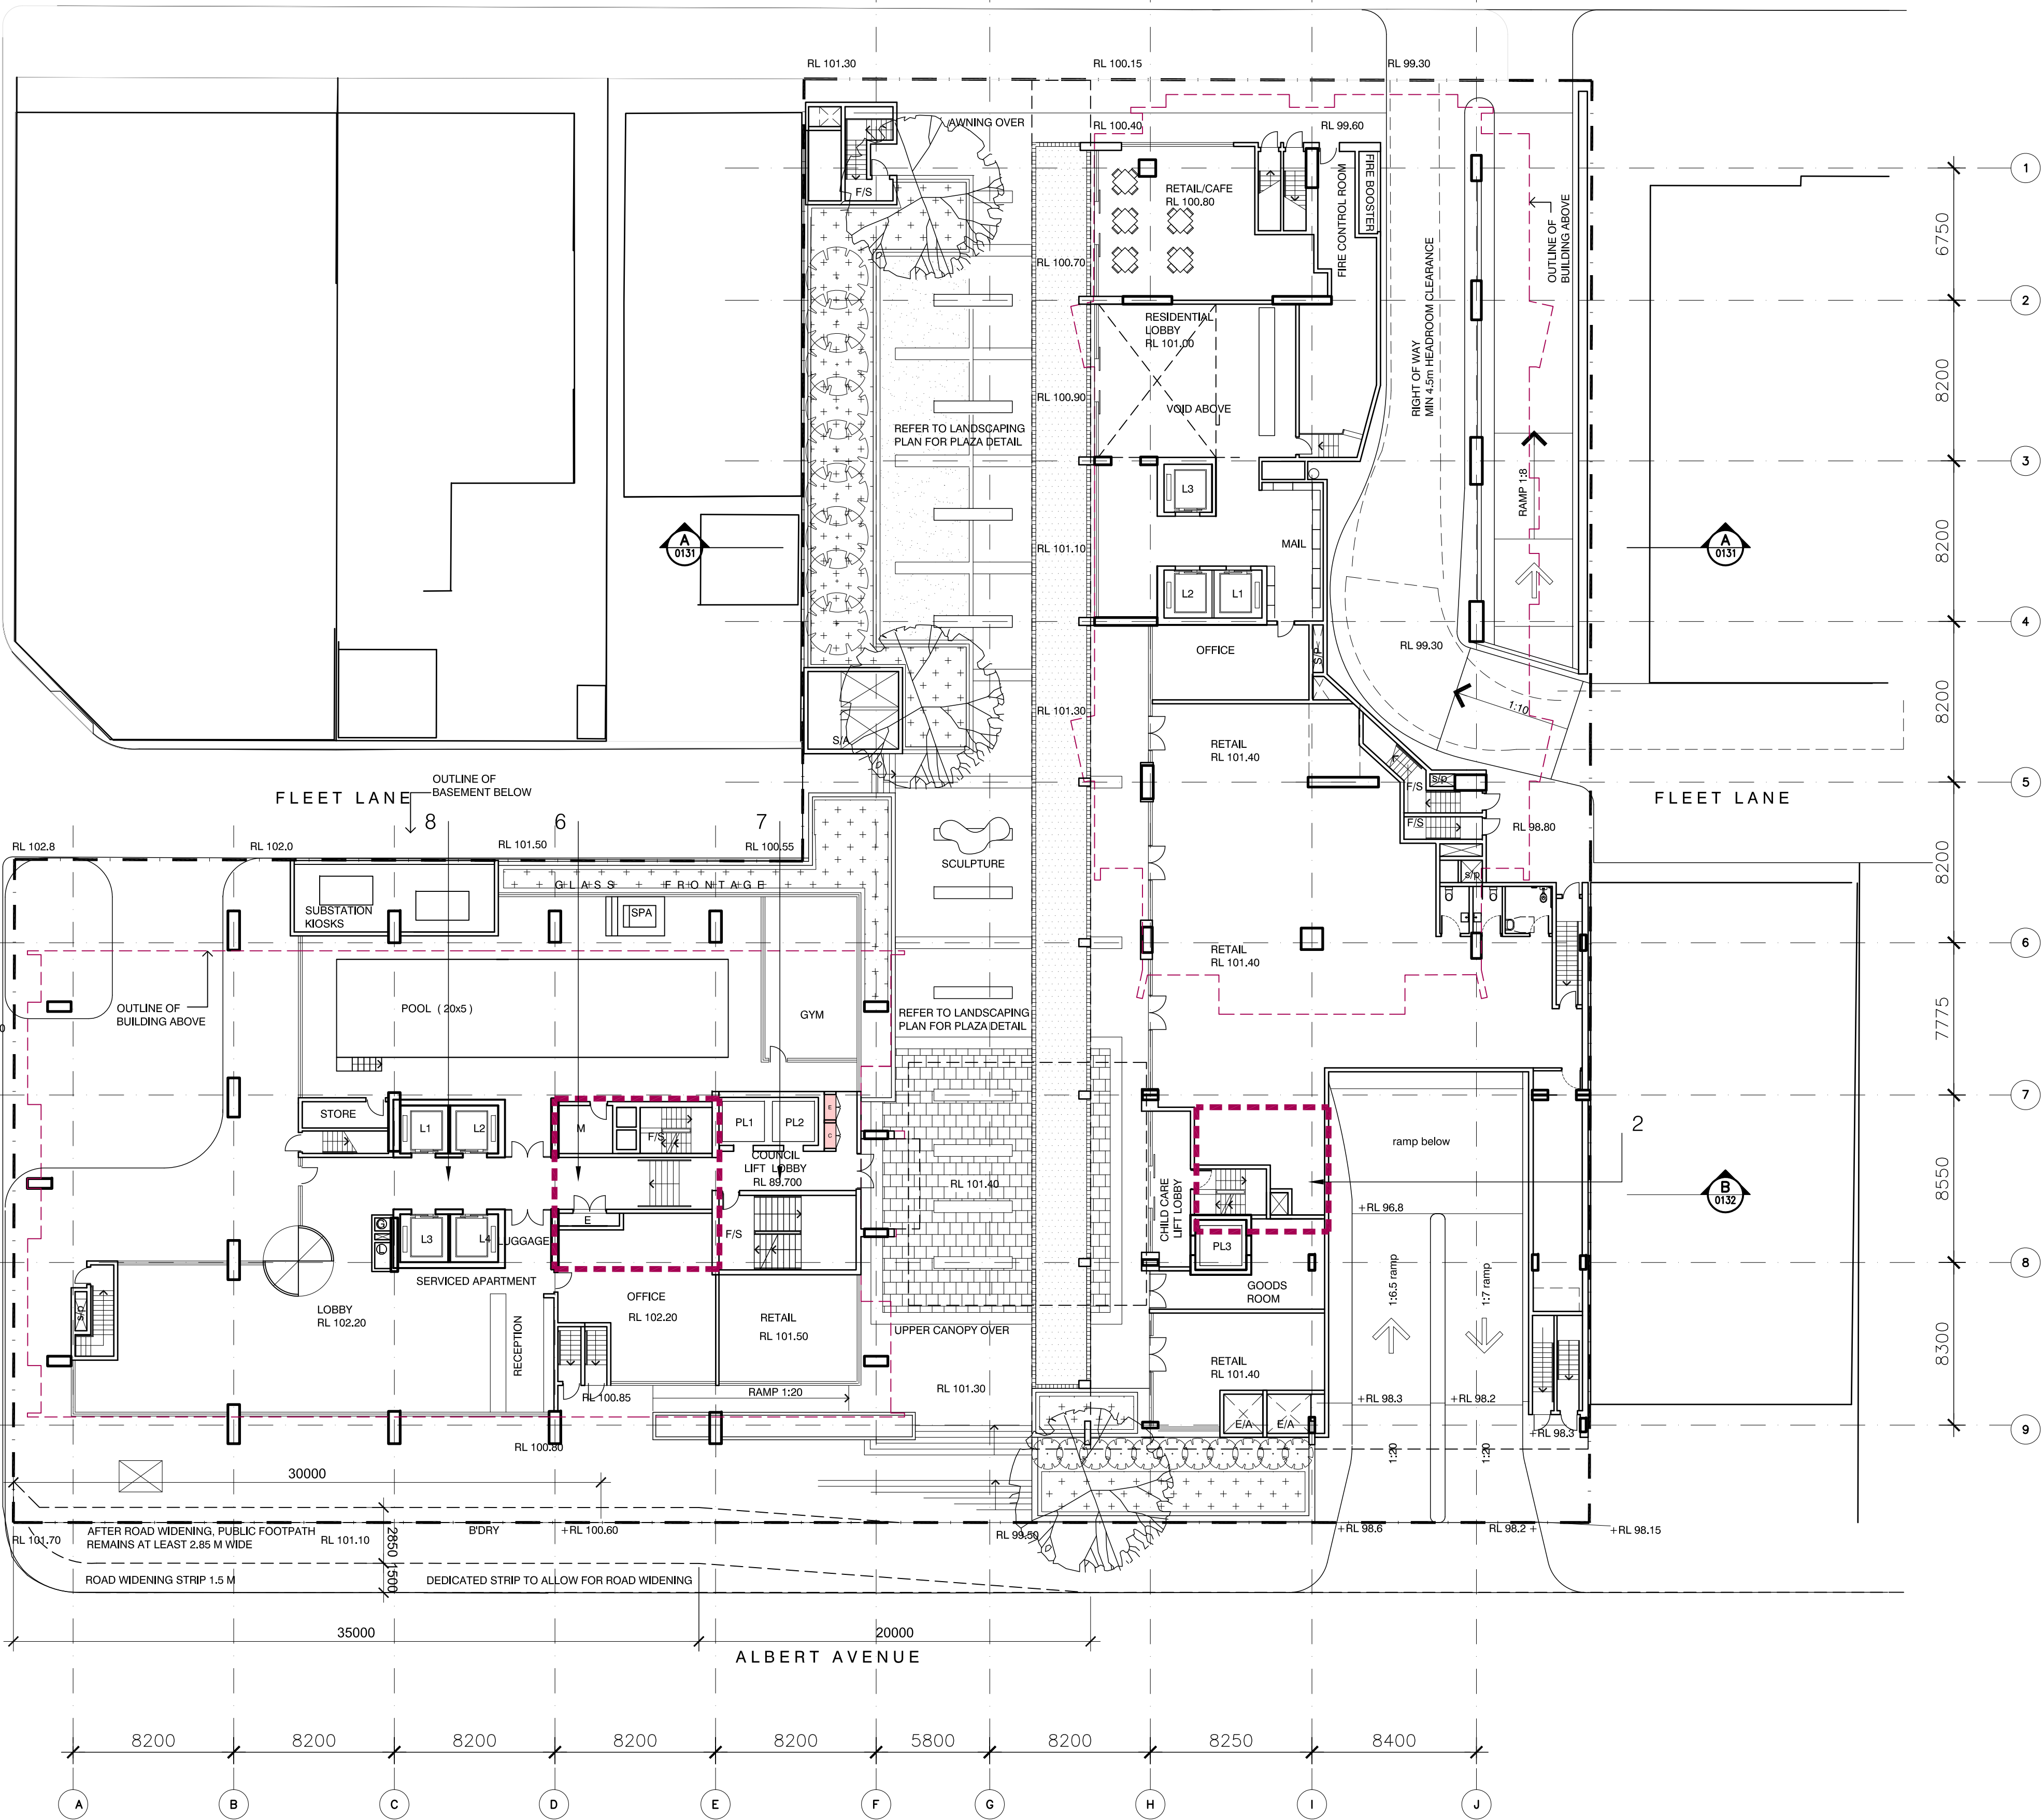 RL 101.30
RL 100.15
RL 99.30
AWNING OVER
RL 100.40
RL 99.60
F/S
RETAIL/CAFE
RL 100.80
FIRE CONTROL ROOM
FIRE BOOSTER
OUTLINE OF
BUILDING ABOVE
1
6750
RL 100.70
RIGHT OF WAY
MIN 4.5m HEADROOM CLEARANCE
2
RESIDENTIAL
LOBBY
RL 101.00
8200
RL 100.90
VOID ABOVE
REFER TO LANDSCAPING
PLAN FOR PLAZA DETAIL
3
L3
RAMP 1:8
A
0131
RL 101.10
MAIL
A
0131
8200
L2
L1
4
OFFICE
S/P
RL 99.30
8200
RL 101.30
1:10
S/A
RETAIL
RL 101.40
OUTLINE OF
BASEMENT BELOW
FLEET LANE
s/p
F/S
5
FLEET LANE
8
6
7
F/S
RL 98.80
RL 102.8
RL 102.0
RL 101.50
RL 100.55
SCULPTURE
8200
s/p
GLASS FRONTAGE
SUBSTATION
KIOSKS
SPA
6
RETAIL
RL 101.40
OUTLINE OF
BUILDING ABOVE
POOL ( 20x5 )
GYM
REFER TO LANDSCAPING
PLAN FOR PLAZA DETAIL
7775
7
STORE
L1
L2
M
F/S
PL1
PL2
E
C
ramp below
2
COUNCIL
LIFT LOBBY
RL 89.700
RL 101.40
8550
B
0132
CHILD CARE
LIFT LOBBY
+RL 96.8
G
L
L3
L4
LUGGAGE
E
F/S
PL3
8
SERVICED APARTMENT
GOODS
ROOM
1:6.5 ramp
1:7 ramp
s/p
LOBBY
RL 102.20
OFFICE
RL 102.20
RETAIL
RL 101.50
UPPER CANOPY OVER
RECEPTION
8300
RETAIL
RL 101.40
RL 100.85
RAMP 1:20
RL 101.30
+RL 98.3
+RL 98.2
E/A
E/A
9
RL 100.80
+RL 98.3
1:20
1:20
30000
AFTER ROAD WIDENING, PUBLIC FOOTPATH
REMAINS AT LEAST 2.85 M WIDE
RL 101.70
RL 101.10
2850
B'DRY
+RL 100.60
RL 99.50
+RL 98.6
RL 98.2 +
+RL 98.15
ROAD WIDENING STRIP 1.5 M
1500
DEDICATED STRIP TO ALLOW FOR ROAD WIDENING
35000
20000
ALBERT AVENUE
8200
8200
8200
8200
8200
5800
8200
8250
8400
A
B
C
D
E
F
G
H
I
J